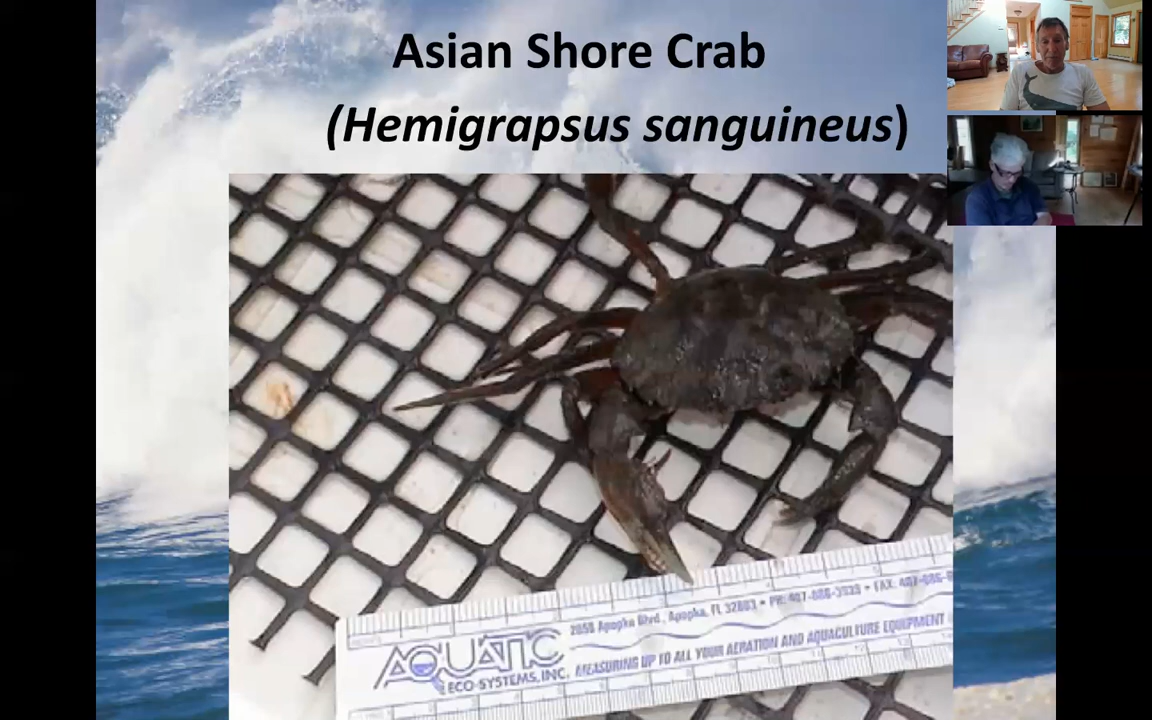 Asian Shore Crab
(Hemigrapsus sanguineus)
2056 Apopka Blvd., Apopka, FL 32703 • PH: 407-886-3939 • FAX: 407-886-
AQUATIC
ECO-SYSTEMS, INC.
MEASURING UP TO ALL YOUR AERATION AND AQUACULTURE EQUIPMENT